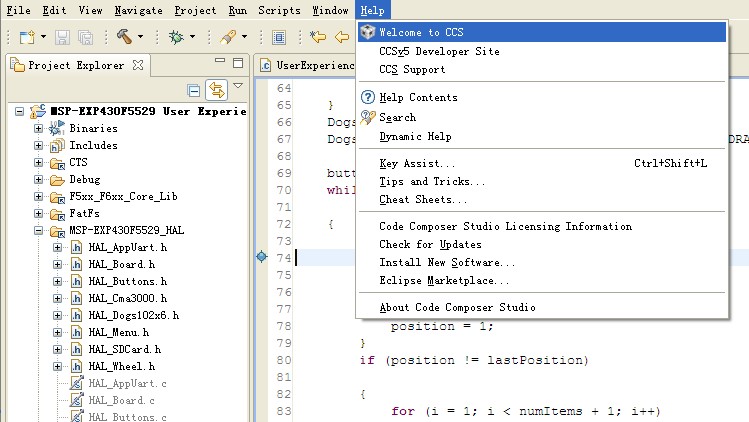 File Edit View Navigate Project Run Scripts Window Help
Project Explorer
MSP-EXP430F5529 User Experie
Binaries
Includes
CTS
Debug
F5xx_F6xx_Core_Lib
FatFs
MSP-EXP430F5529_HAL
HAL_AppUart.h
HAL_Board.h
HAL_Buttons.h
HAL_Cma3000.h
HAL_Dogs102x6.h
HAL_Menu.h
HAL_SDCard.h
HAL_Wheel.h
HAL_AppUart.c
HAL_Board.c
HAL_Buttons.c
UserExperienc
64
65 }
66 Dogs
67 Dogs DRA
68
69 butt
70 whil
71
72 {
73
74
75
76
77
78 position = 1;
79 }
80 if (position != lastPosition)
81
82 {
83 for (i = 1; i < numItems + 1; i++)
Welcome to CCS
CCSv5 Developer Site
CCS Support
Help Contents
Search
Dynamic Help
Key Assist... Ctrl+Shift+L
Tips and Tricks...
Cheat Sheets...
Code Composer Studio Licensing Information
Check for Updates
Install New Software...
Eclipse Marketplace...
About Code Composer Studio